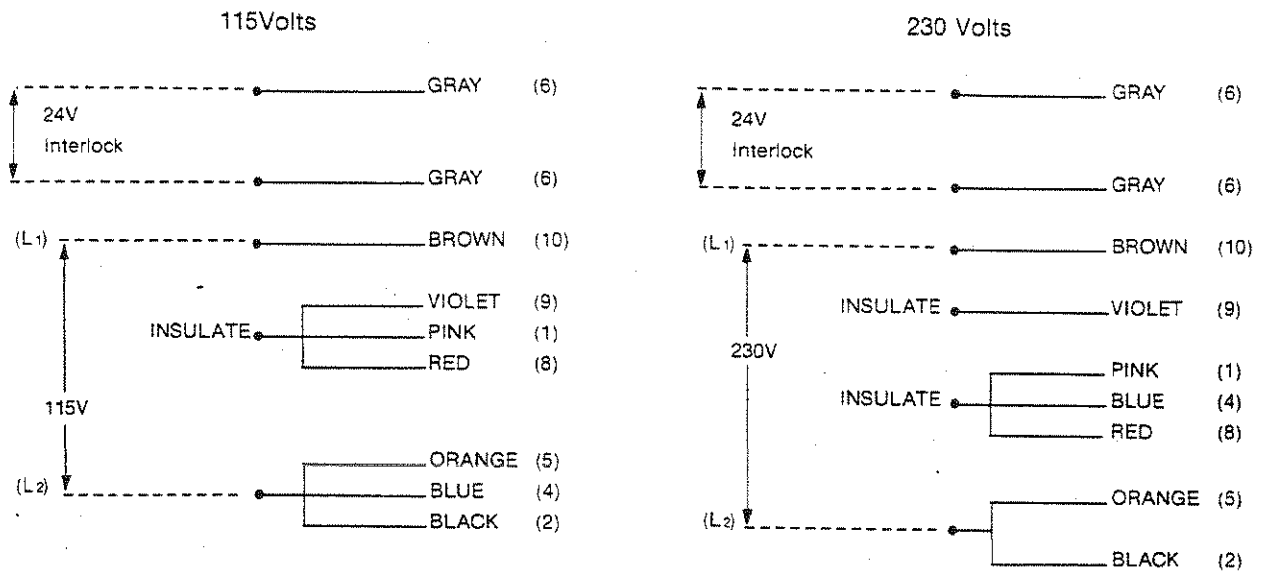 115Volts
GRAY (6)
24V
Interlock
GRAY (6)
(L1)
BROWN (10)
VIOLET (9)
INSULATE
PINK (1)
RED (8)
115V
ORANGE (5)
(L2)
BLUE (4)
BLACK (2)
230 Volts
GRAY (6)
24V
Interlock
GRAY (6)
(L1)
BROWN (10)
INSULATE
VIOLET (9)
230V
PINK (1)
INSULATE
BLUE (4)
RED (8)
ORANGE (5)
(L2)
BLACK (2)